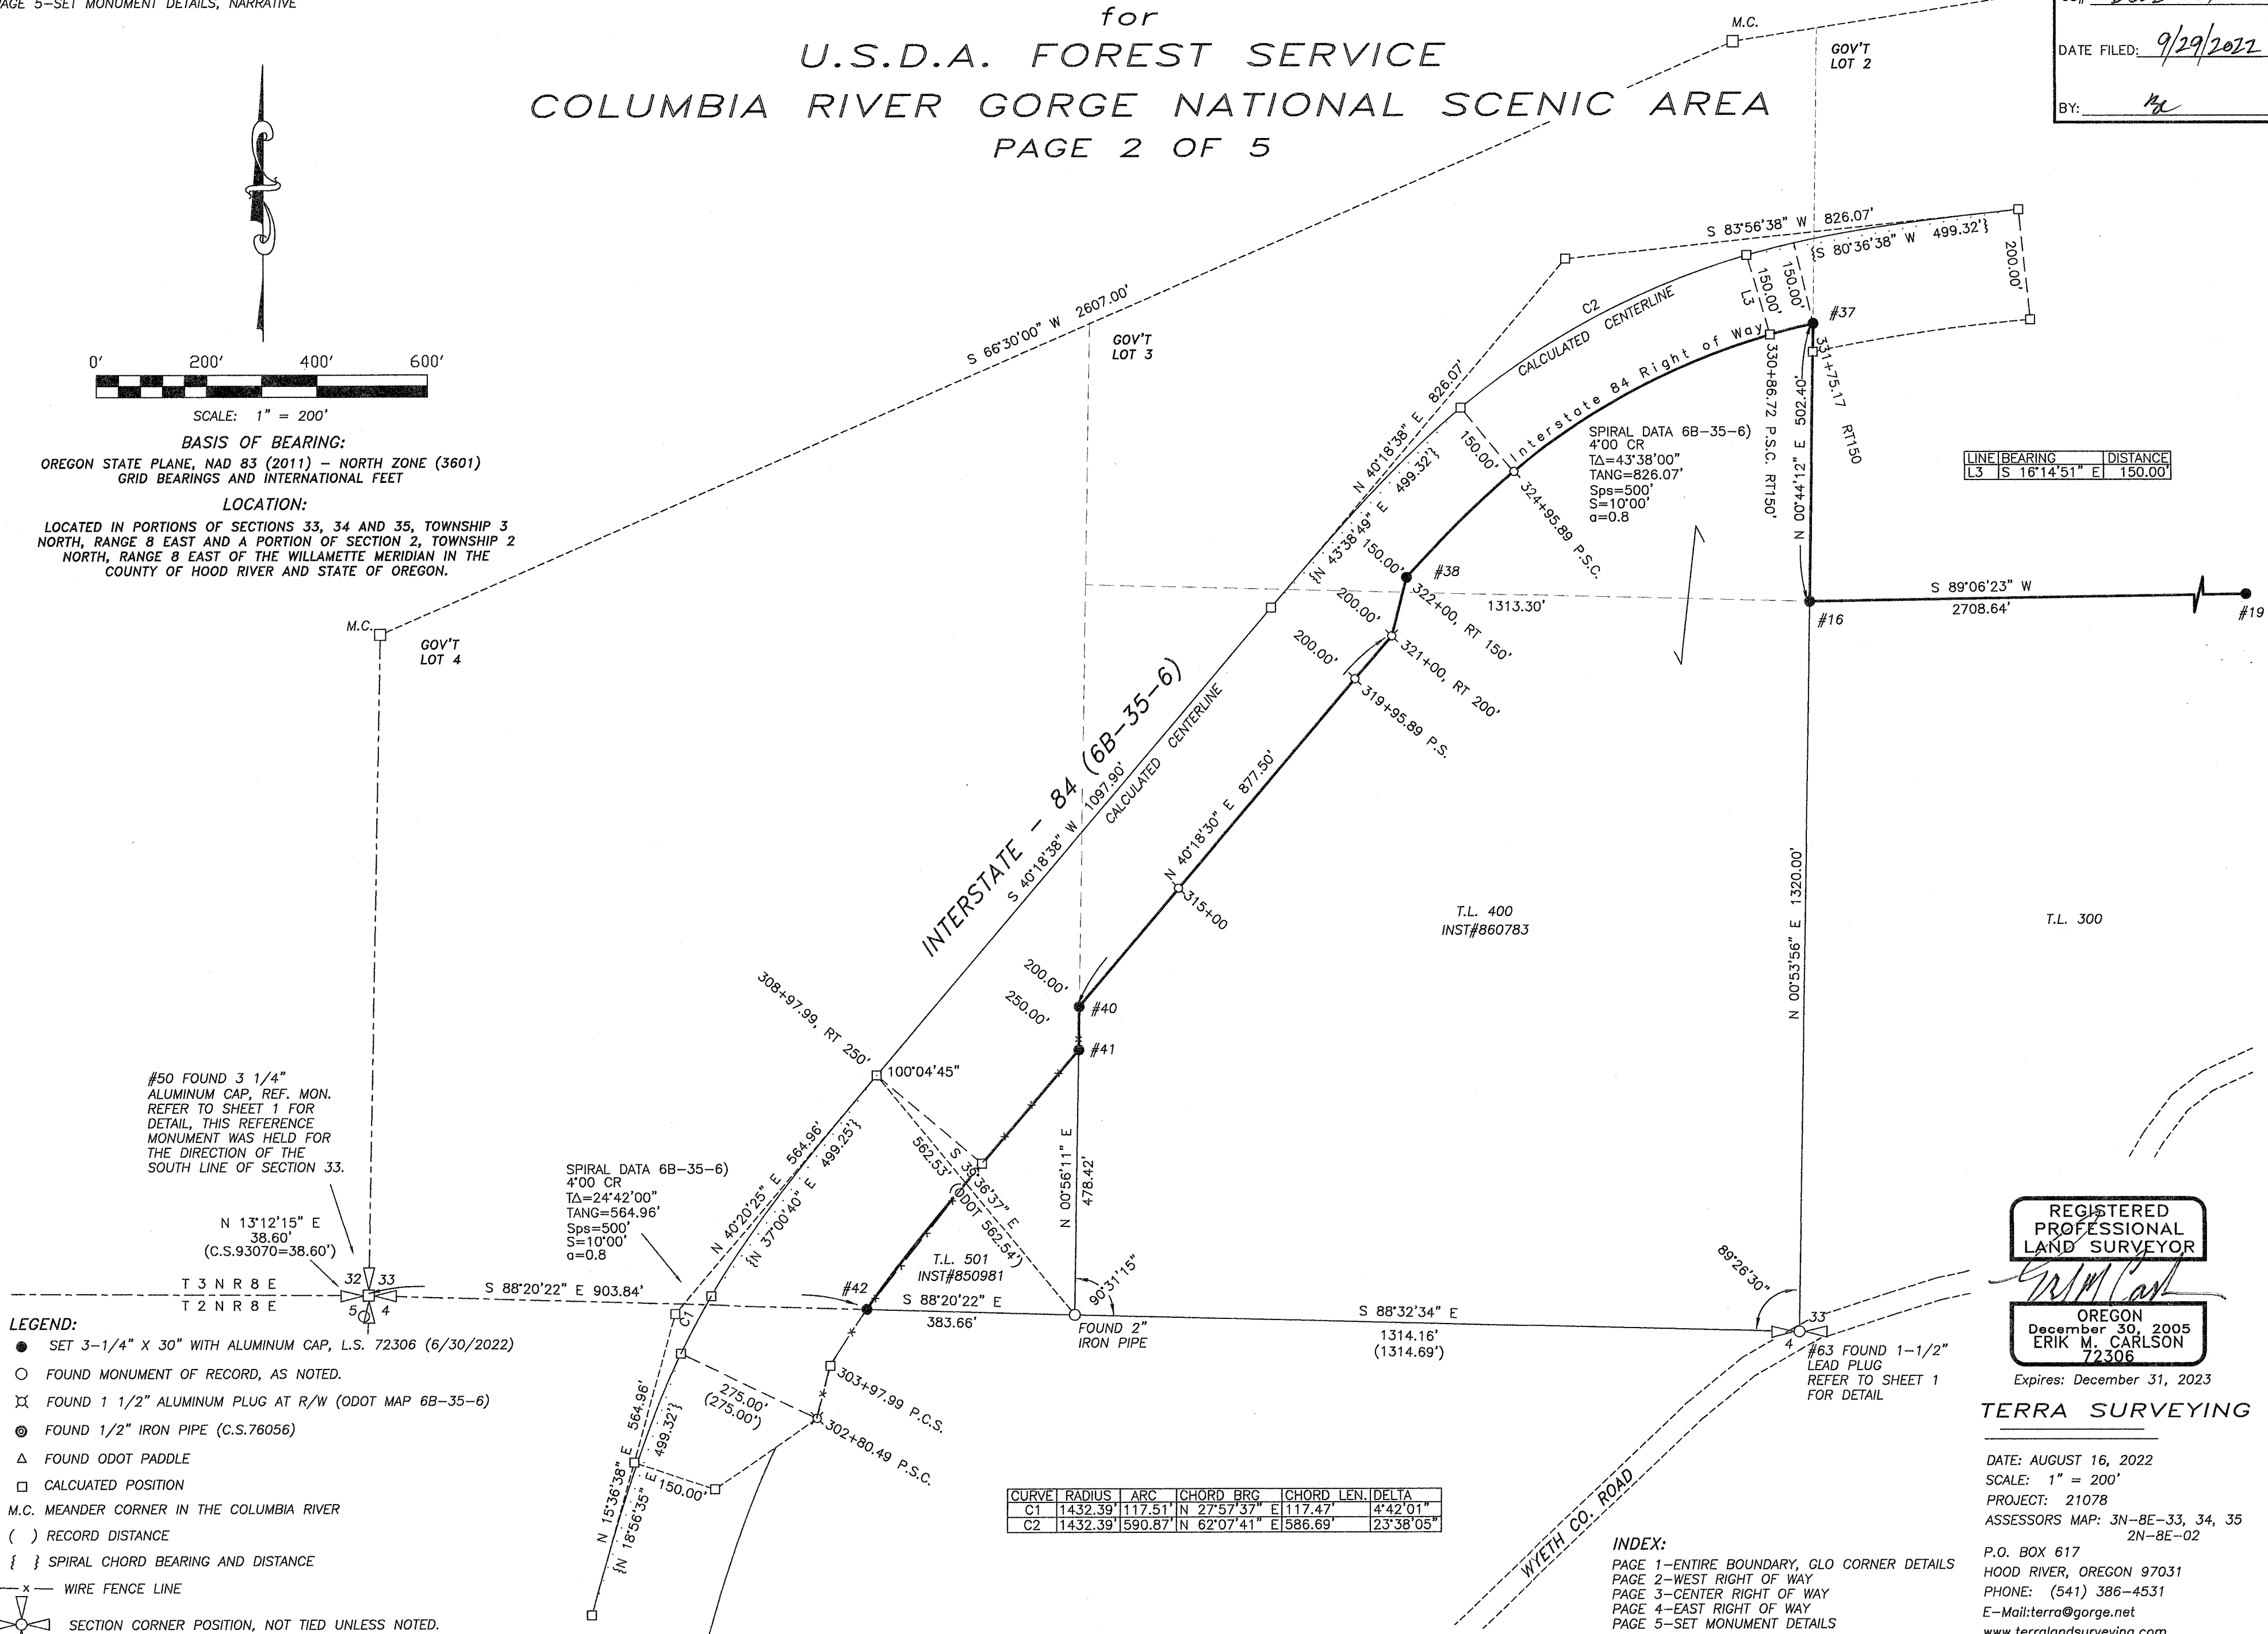 PAGE 5-SET MONUMENT DETAILS, NARRATIVE
for
U.S.D.A. FOREST SERVICE
COLUMBIA RIVER GORGE NATIONAL SCENIC AREA
PAGE 2 OF 5
DATE FILED: 9/29/2022
BY:
M.C.
GOV'T
LOT 2
0' 200' 400' 600'
SCALE: 1" = 200'
BASIS OF BEARING:
OREGON STATE PLANE, NAD 83 (2011) – NORTH ZONE (3601)
GRID BEARINGS AND INTERNATIONAL FEET
LOCATION:
LOCATED IN PORTIONS OF SECTIONS 33, 34 AND 35, TOWNSHIP 3
NORTH, RANGE 8 EAST AND A PORTION OF SECTION 2, TOWNSHIP 2
NORTH, RANGE 8 EAST OF THE WILLAMETTE MERIDIAN IN THE
COUNTY OF HOOD RIVER AND STATE OF OREGON.
S 66°30'00" W 2607.00'
GOV'T
LOT 3
S 83°56'38" W 826.07'
{S 80°36'38" W 499.32'}
200.00'
150.00'
150.00'
L3
#37
C2
CALCULATED CENTERLINE
Interstate 84 Right of Way
331+75.17 RT150
330+86.72 P.S.C. RT150'
N 00°44'12" E 502.40'
N 40°18'38" E 826.07'
{N 43°38'49" E 499.32'}
150.00'
324+95.89 P.S.C.
SPIRAL DATA 6B-35-6)
4°00 CR
TΔ=43°38'00"
TANG=826.07'
Sps=500'
S=10°00'
a=0.8
LINE BEARING DISTANCE
L3 S 16°14'51" E 150.00'
150.00'
#38
322+00, RT 150'
1313.30'
200.00'
321+00, RT 200'
200.00'
319+95.89 P.S.
S 89°06'23" W
2708.64'
#16
#19
M.C.
GOV'T
LOT 4
INTERSTATE - 84 (6B-35-6)
S 40°18'38" W 1097.90'
CALCULATED CENTERLINE
N 40°18'30" E 877.50'
315+00
T.L. 400
INST#860783
N 00°53'56" E 1320.00'
T.L. 300
200.00'
250.00'
#40
#41
308+97.99, RT 250'
100°04'45"
#50 FOUND 3 1/4"
ALUMINUM CAP, REF. MON.
REFER TO SHEET 1 FOR
DETAIL, THIS REFERENCE
MONUMENT WAS HELD FOR
THE DIRECTION OF THE
SOUTH LINE OF SECTION 33.
N 13°12'15" E
38.60'
(C.S.93070=38.60')
SPIRAL DATA 6B-35-6)
4°00 CR
TΔ=24°42'00"
TANG=564.96'
Sps=500'
S=10°00'
a=0.8
N 40°20'25" E 564.96'
{N 37°00'40" E 499.25'}
S 39°36'37" E
562.53'
(ODOT 562.54')
N 00°56'11" E
478.42'
T.L. 501
INST#850981
90°31'15"
89°26'30"
T 3 N R 8 E
T 2 N R 8 E
32 33
5 4
S 88°20'22" E 903.84'
#42
S 88°20'22" E
383.66'
FOUND 2"
IRON PIPE
S 88°32'34" E
1314.16'
(1314.69')
33
4
#63 FOUND 1-1/2"
LEAD PLUG
REFER TO SHEET 1
FOR DETAIL
C1
303+97.99 P.C.S.
275.00'
(275.00')
302+80.49 P.S.C.
150.00'
N 15°36'38" E 564.96'
{N 18°56'35" E 499.32'}
LEGEND:
SET 3-1/4" X 30" WITH ALUMINUM CAP, L.S. 72306 (6/30/2022)
FOUND MONUMENT OF RECORD, AS NOTED.
FOUND 1 1/2" ALUMINUM PLUG AT R/W (ODOT MAP 6B-35-6)
FOUND 1/2" IRON PIPE (C.S.76056)
FOUND ODOT PADDLE
CALCUATED POSITION
M.C. MEANDER CORNER IN THE COLUMBIA RIVER
( ) RECORD DISTANCE
{ } SPIRAL CHORD BEARING AND DISTANCE
—x— WIRE FENCE LINE
SECTION CORNER POSITION, NOT TIED UNLESS NOTED.
CURVE RADIUS ARC CHORD BRG CHORD LEN. DELTA
C1 1432.39' 117.51' N 27°57'37" E 117.47' 4°42'01"
C2 1432.39' 590.87' N 62°07'41" E 586.69' 23°38'05"
WYETH CO. ROAD
INDEX:
PAGE 1-ENTIRE BOUNDARY, GLO CORNER DETAILS
PAGE 2-WEST RIGHT OF WAY
PAGE 3-CENTER RIGHT OF WAY
PAGE 4-EAST RIGHT OF WAY
PAGE 5-SET MONUMENT DETAILS
REGISTERED
PROFESSIONAL
LAND SURVEYOR
OREGON
December 30, 2005
ERIK M. CARLSON
72306
Expires: December 31, 2023
TERRA SURVEYING
DATE: AUGUST 16, 2022
SCALE: 1" = 200'
PROJECT: 21078
ASSESSORS MAP: 3N-8E-33, 34, 35
2N-8E-02
P.O. BOX 617
HOOD RIVER, OREGON 97031
PHONE: (541) 386-4531
E-Mail:terra@gorge.net
www.terralandsurveying.com